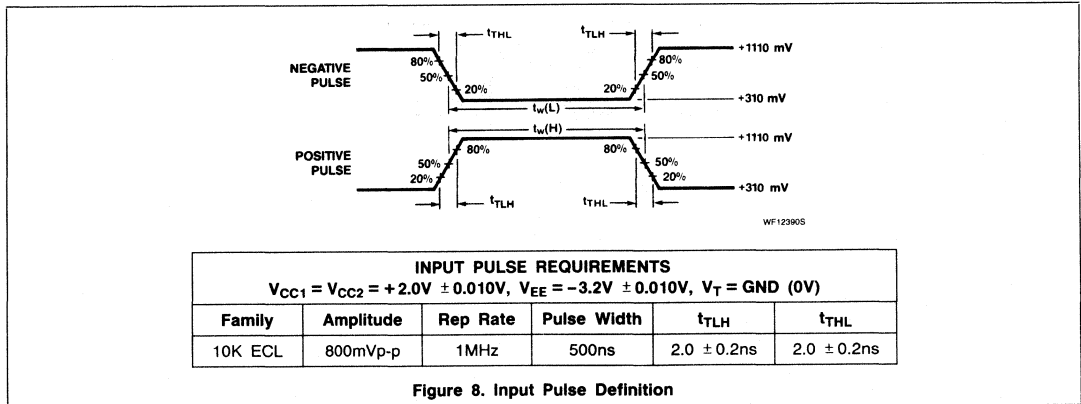 t_THL t_TLH
+1110 mV
80% 80%
NEGATIVE PULSE
50% 50%
20% 20%
+310 mV
t_w(L)
t_w(H)
+1110 mV
80% 80%
POSITIVE PULSE
50% 50%
20% 20%
+310 mV
t_TLH t_THL
WF12390S
INPUT PULSE REQUIREMENTS
V_CC1 = V_CC2 = +2.0V ±0.010V, V_EE = −3.2V ±0.010V, V_T = GND (0V)
Family Amplitude Rep Rate Pulse Width t_TLH t_THL
10K ECL 800mVp-p 1MHz 500ns 2.0 ±0.2ns 2.0 ±0.2ns
Figure 8. Input Pulse Definition